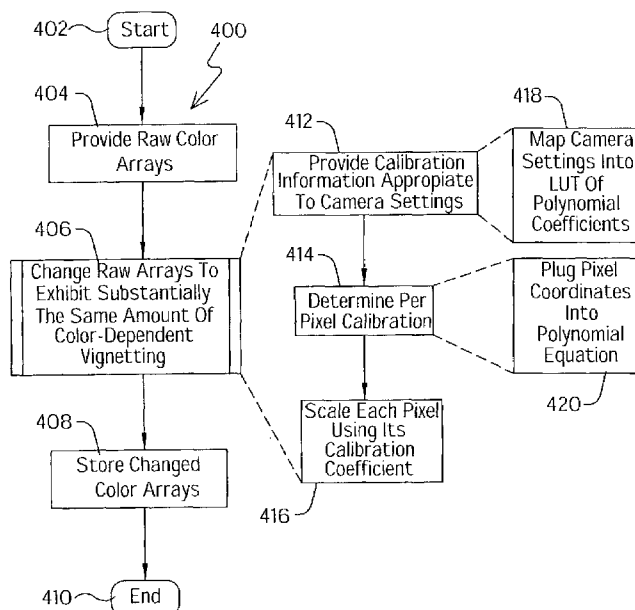 402
Start
400
404
Provide Raw Color
Arrays
406
Change Raw Arrays To
Exhibit Substantially
The Same Amount Of
Color-Dependent
Vignetting
408
Store Changed
Color Arrays
410
End
412
Provide Calibration
Information Appropiate
To Camera Settings
414
Determine Per
Pixel Calibration
Scale Each Pixel
Using Its
Calibration
Coefficient
416
418
Map Camera
Settings Into
LUT Of
Polynomial
Coefficients
Plug Pixel
Coordinates
Into
Polynomial
Equation
420